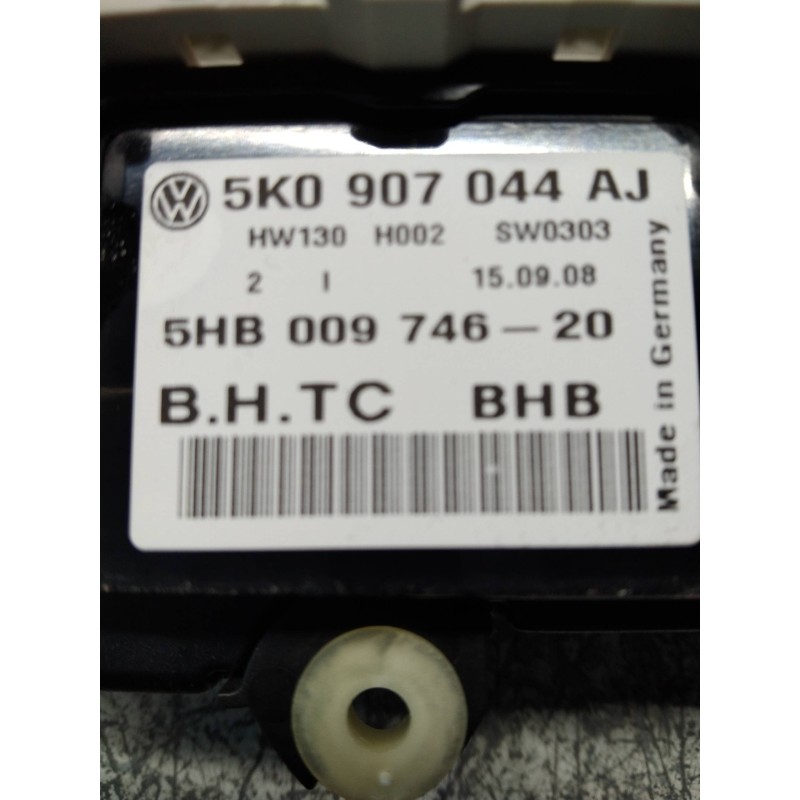 5K0 907 044 AJ
HW130 H002 SW0303
2 I 15.09.08
5HB 009 746-20
B.H.TC BHB
Made in Germany